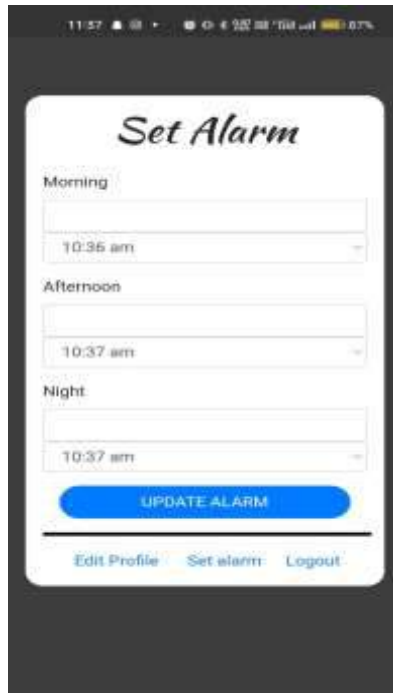 11:57 87%
Set Alarm
Morning
10:36 am
Afternoon
10:37 am
Night
10:37 am
UPDATE ALARM
Edit Profile Set alarm Logout